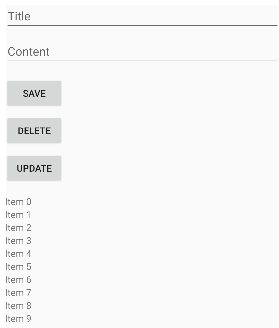 Title
Content
SAVE
DELETE
UPDATE
Item 0
Item 1
Item 2
Item 3
Item 4
Item 5
Item 6
Item 7
Item 8
Item 9